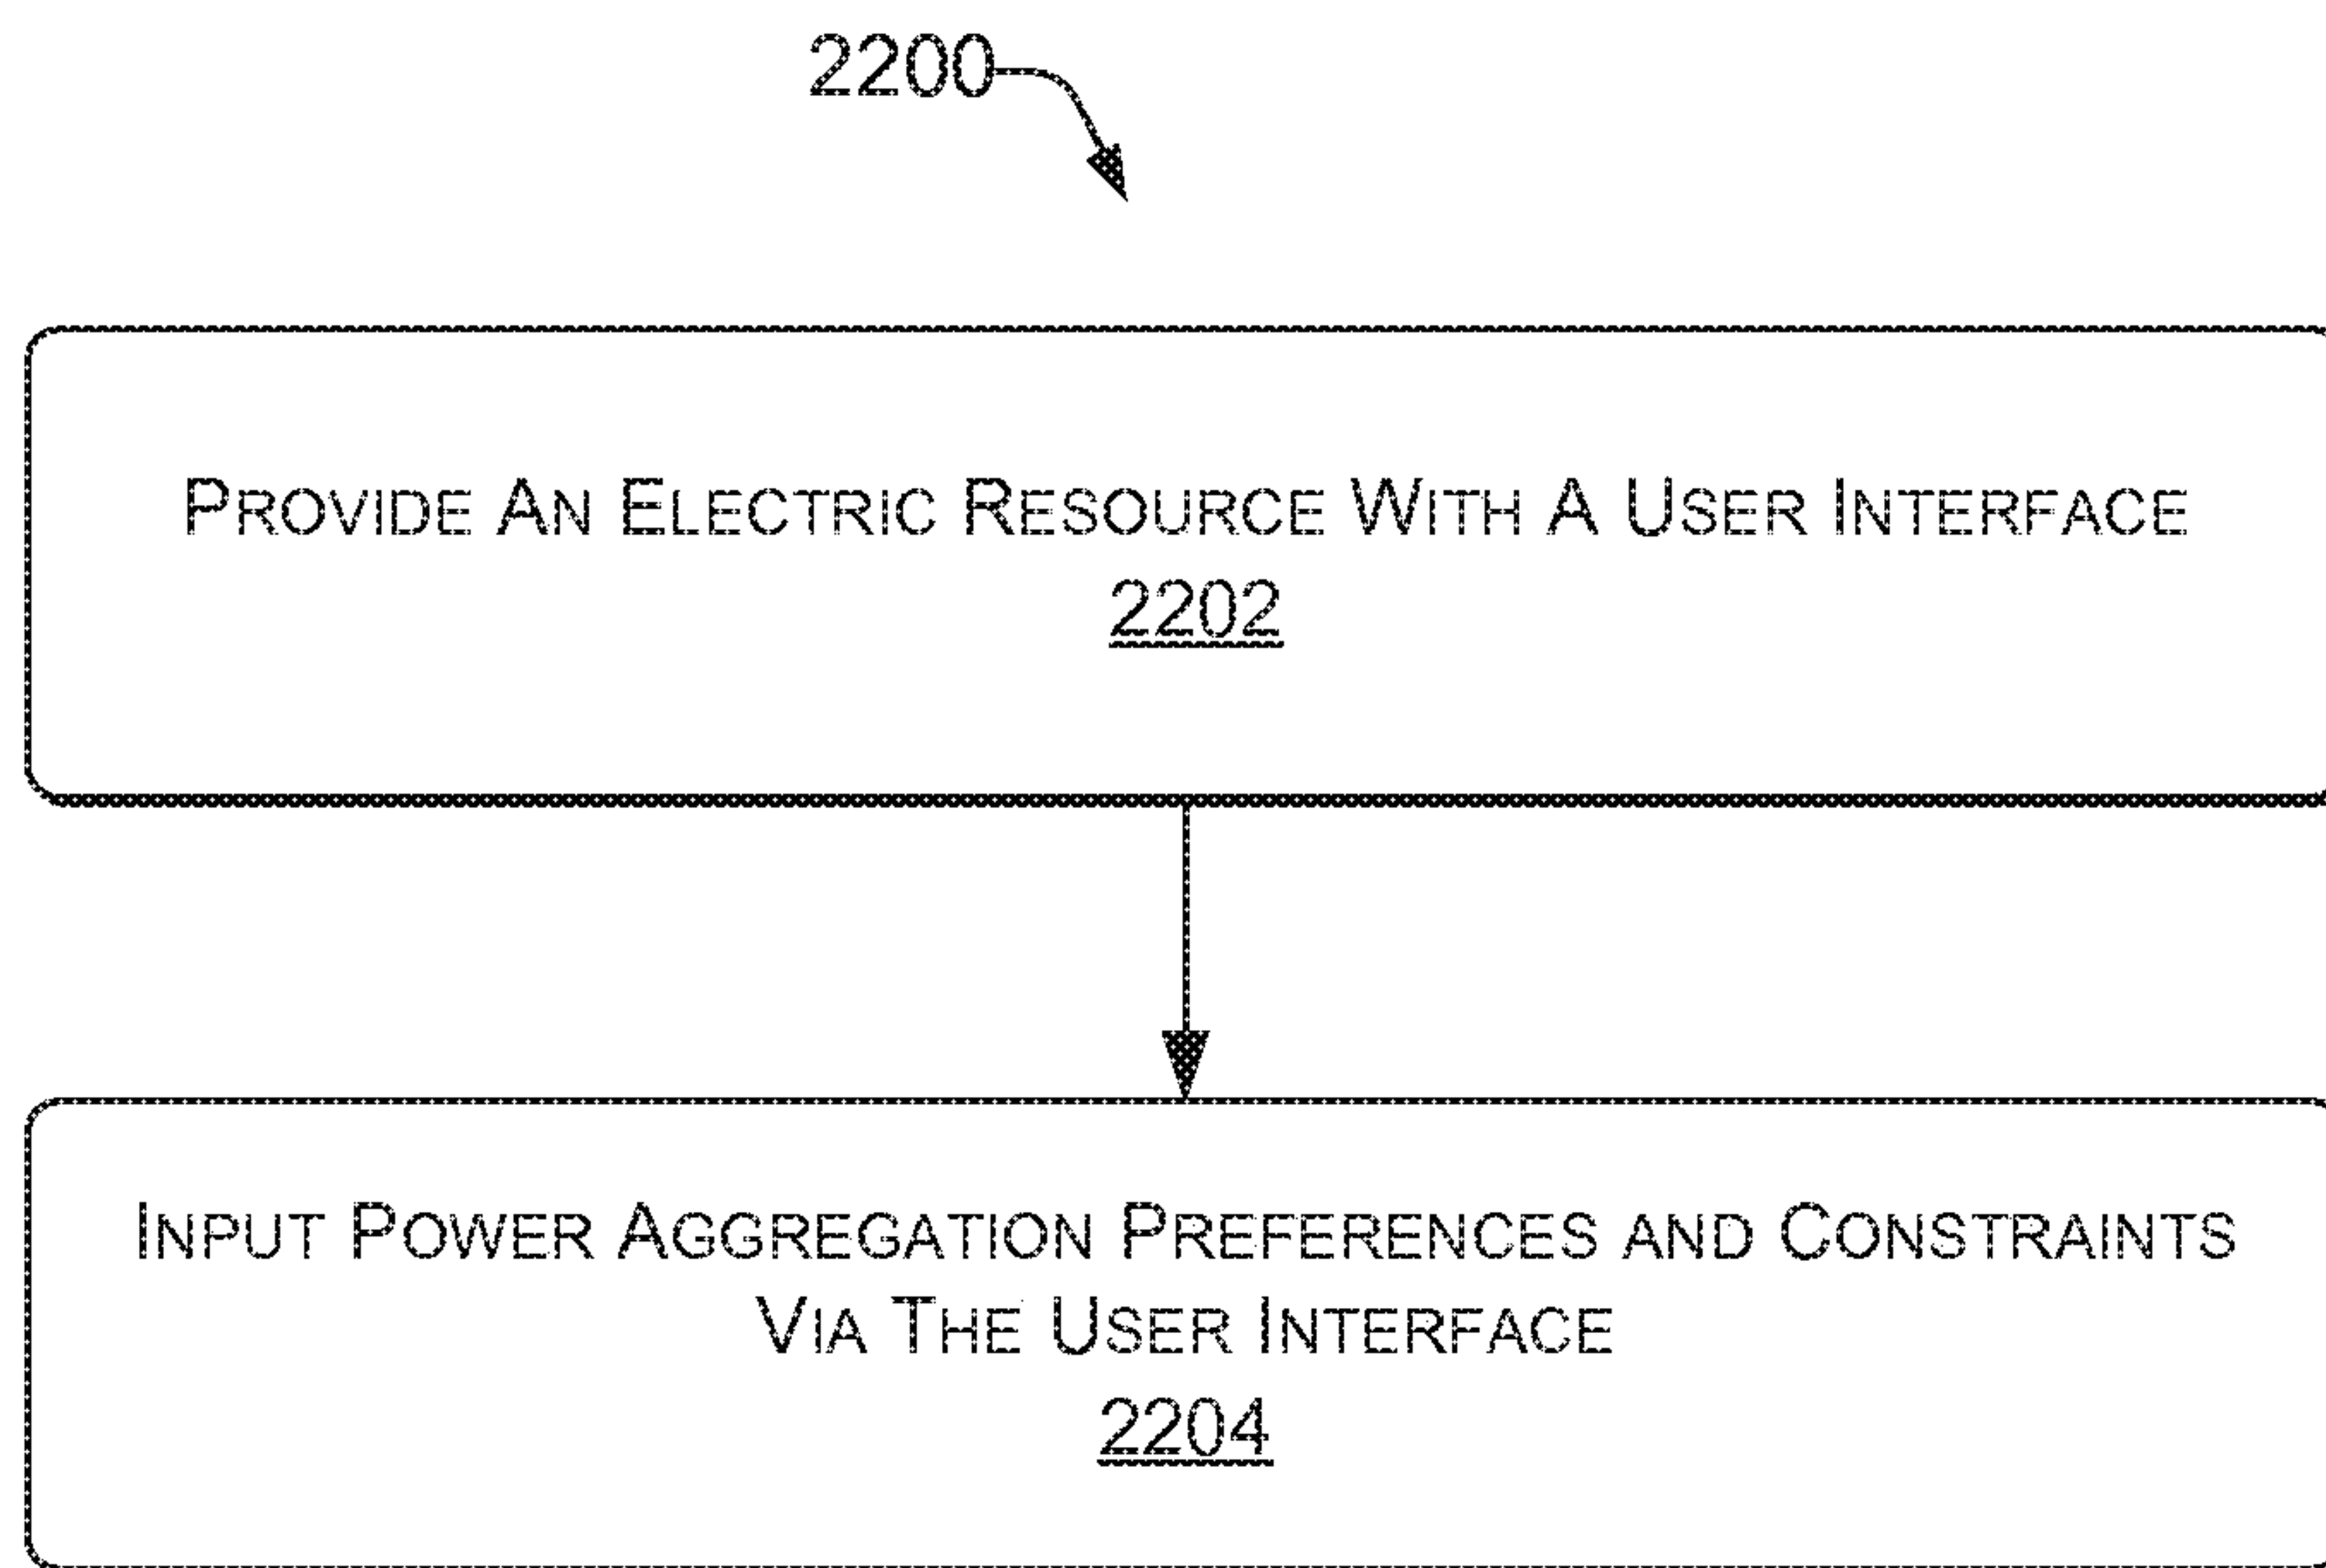 2200
PROVIDE AN ELECTRIC RESOURCE WITH A USER INTERFACE
2202
INPUT POWER AGGREGATION PREFERENCES AND CONSTRAINTS
VIA THE USER INTERFACE
2204